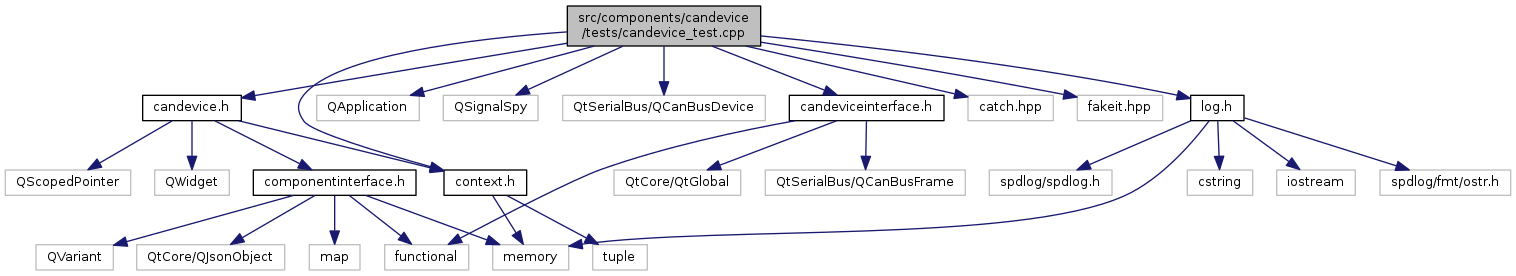 src/components/candevice
/tests/candevice_test.cpp
candevice.h
QApplication
QSignalSpy
QtSerialBus/QCanBusDevice
candeviceinterface.h
catch.hpp
fakeit.hpp
log.h
QScopedPointer
QWidget
componentinterface.h
context.h
QtCore/QtGlobal
QtSerialBus/QCanBusFrame
spdlog/spdlog.h
cstring
iostream
spdlog/fmt/ostr.h
QVariant
QtCore/QJsonObject
map
functional
memory
tuple